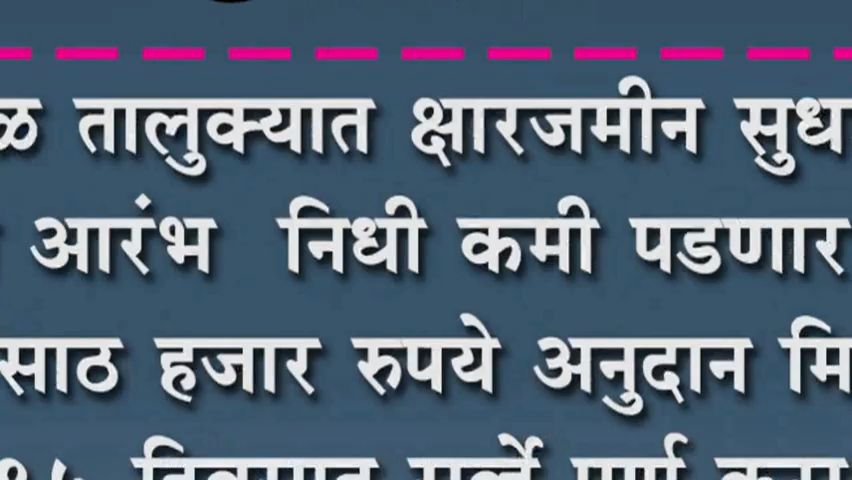 ळ तालुक्यात क्षारजमीन सुध
आरंभ निधी कमी पडणार
साठ हजार रुपये अनुदान मि